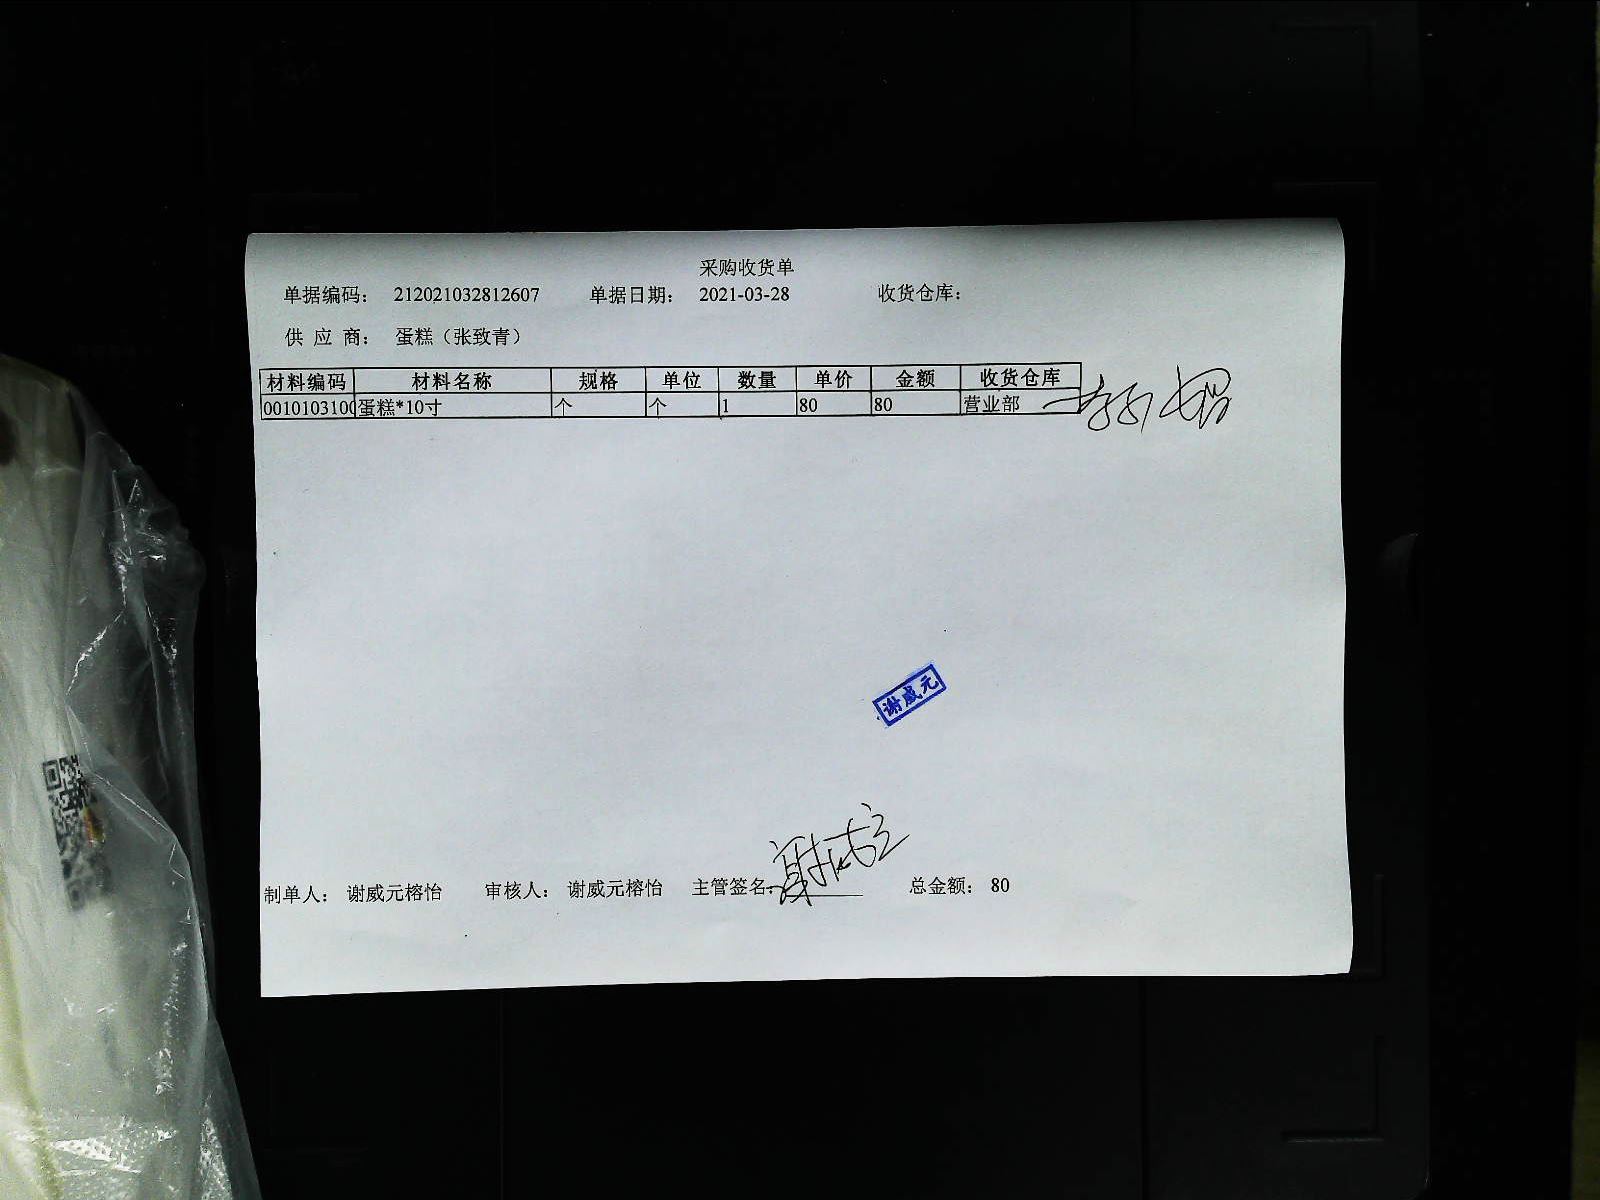 采购收货单
单据编码： 212021032812607 单据日期： 2021-03-28 收货仓库：
供 应 商： 蛋糕（张致青）
材料编码 材料名称 规格 单位 数量 单价 金额 收货仓库
0010103100 蛋糕*10寸 个 个 1 80 80 营业部
谢威元
制单人： 谢威元榕怡 审核人： 谢威元榕怡 主管签名: 谢威元 总金额： 80